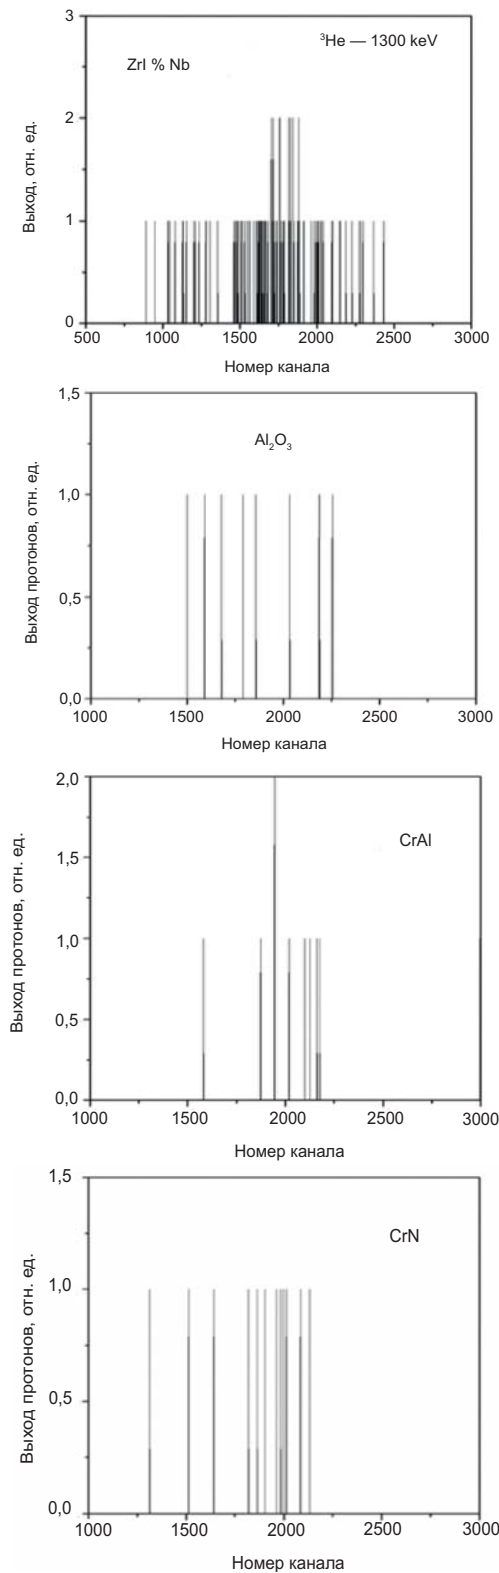 3
³He — 1300 keV
ZrI % Nb
2
Выход, отн. ед.
1
0
500 1000 1500 2000 2500 3000
Номер канала
1,5
Al₂O₃
1,0
Выход протонов, отн. ед.
0,5
0,0
1000 1500 2000 2500 3000
Номер канала
2,0
CrAl
1,5
Выход протонов, отн. ед.
1,0
0,5
0,0
1000 1500 2000 2500 3000
Номер канала
1,5
CrN
1,0
Выход протонов, отн. ед.
0,5
0,0
1000 1500 2000 2500 3000
Номер канала